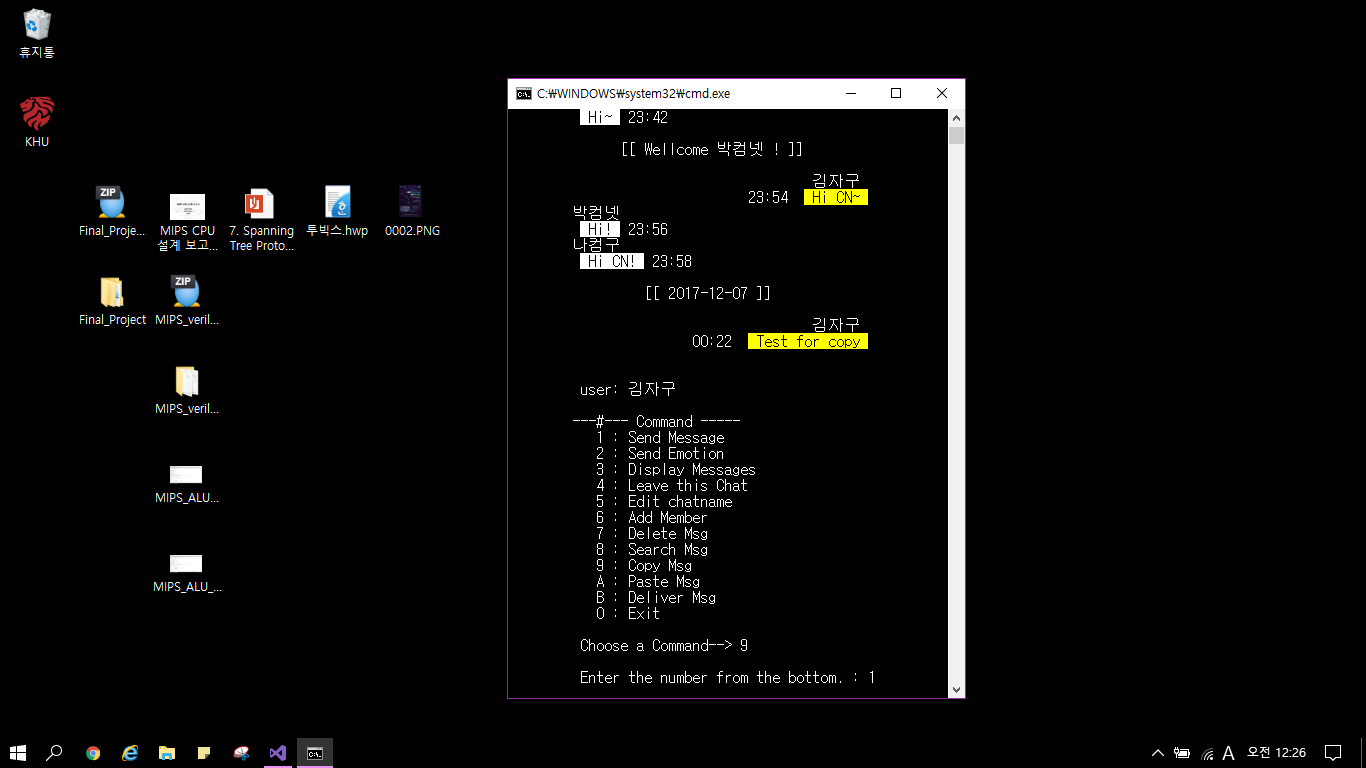 휴지통
KHU
ZIP
Final_Proje...
MIPS CPU
설계 보고...
7. Spanning
Tree Proto...
투빅스.hwp
0002.PNG
Final_Project
ZIP
MIPS_veril...
MIPS_veril...
MIPS_ALU...
MIPS_ALU_...
C:₩WINDOWS₩system32₩cmd.exe
Hi~ 23:42
[[ Wellcome 박컴넷 ! ]]
김자구
23:54 Hi CN~
박컴넷
Hi! 23:56
나컴구
Hi CN! 23:58
[[ 2017-12-07 ]]
김자구
00:22 Test for copy
user: 김자구
---#--- Command -----
1 : Send Message
2 : Send Emotion
3 : Display Messages
4 : Leave this Chat
5 : Edit chatname
6 : Add Member
7 : Delete Msg
8 : Search Msg
9 : Copy Msg
A : Paste Msg
B : Deliver Msg
0 : Exit
Choose a Command--> 9
Enter the number from the bottom. : 1
A 오전 12:26